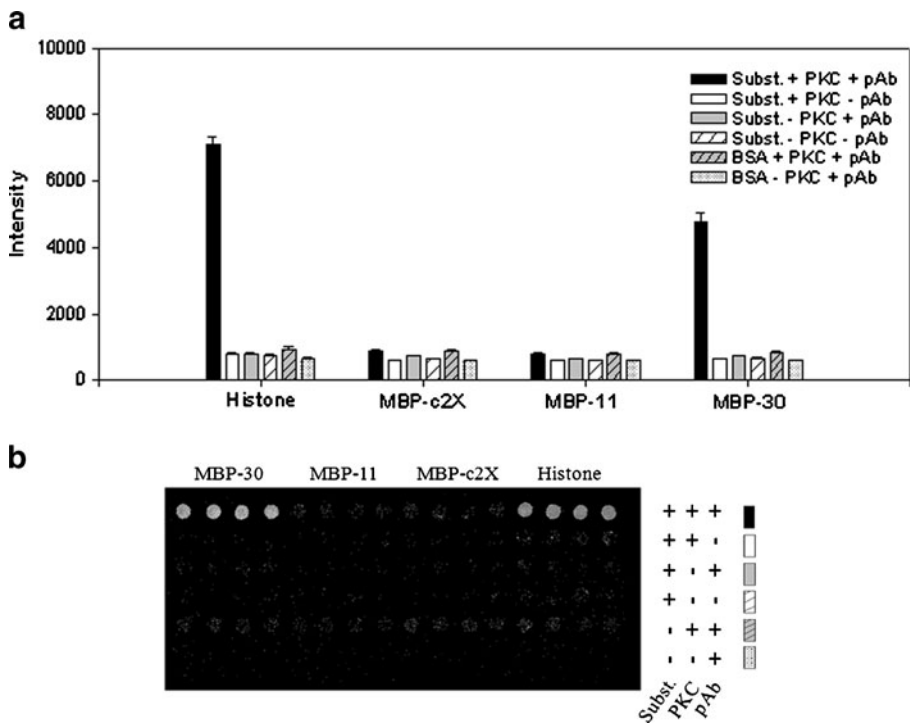 a
10000
8000
6000
4000
2000
0
Intensity
Subst. + PKC + pAb
Subst. + PKC - pAb
Subst. - PKC + pAb
Subst. - PKC - pAb
BSA + PKC + pAb
BSA - PKC + pAb
Histone MBP-c2X MBP-11 MBP-30
b
MBP-30 MBP-11 MBP-c2X Histone
+ + +
+ + -
+ - +
+ - -
- + +
- - +
Subst. PKC pAb